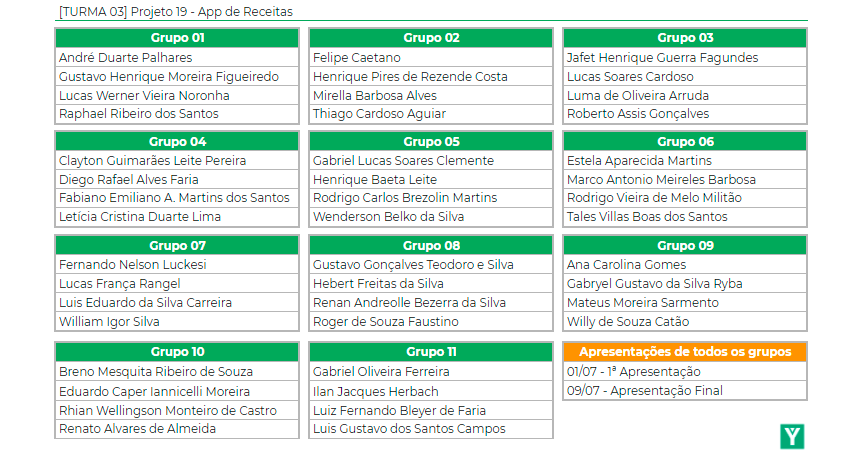 [TURMA 03] Projeto 19 - App de Receitas
Grupo 01
André Duarte Palhares
Gustavo Henrique Moreira Figueiredo
Lucas Werner Vieira Noronha
Raphael Ribeiro dos Santos
Grupo 02
Felipe Caetano
Henrique Pires de Rezende Costa
Mirella Barbosa Alves
Thiago Cardoso Aguiar
Grupo 03
Jafet Henrique Guerra Fagundes
Lucas Soares Cardoso
Luma de Oliveira Arruda
Roberto Assis Gonçalves
Grupo 04
Clayton Guimarães Leite Pereira
Diego Rafael Alves Faria
Fabiano Emiliano A. Martins dos Santos
Letícia Cristina Duarte Lima
Grupo 05
Gabriel Lucas Soares Clemente
Henrique Baeta Leite
Rodrigo Carlos Brezolin Martins
Wenderson Belko da Silva
Grupo 06
Estela Aparecida Martins
Marco Antonio Meireles Barbosa
Rodrigo Vieira de Melo Militão
Tales Villas Boas dos Santos
Grupo 07
Fernando Nelson Luckesi
Lucas França Rangel
Luis Eduardo da Silva Carreira
William Igor Silva
Grupo 08
Gustavo Gonçalves Teodoro e Silva
Hebert Freitas da Silva
Renan Andreolle Bezerra da Silva
Roger de Souza Faustino
Grupo 09
Ana Carolina Gomes
Gabryel Gustavo da Silva Ryba
Mateus Moreira Sarmento
Willy de Souza Catão
Grupo 10
Breno Mesquita Ribeiro de Souza
Eduardo Caper Iannicelli Moreira
Rhian Wellingson Monteiro de Castro
Renato Alvares de Almeida
Grupo 11
Gabriel Oliveira Ferreira
Ilan Jacques Herbach
Luiz Fernando Bleyer de Faria
Luis Gustavo dos Santos Campos
Apresentações de todos os grupos
01/07 - 1ª Apresentação
09/07 - Apresentação Final